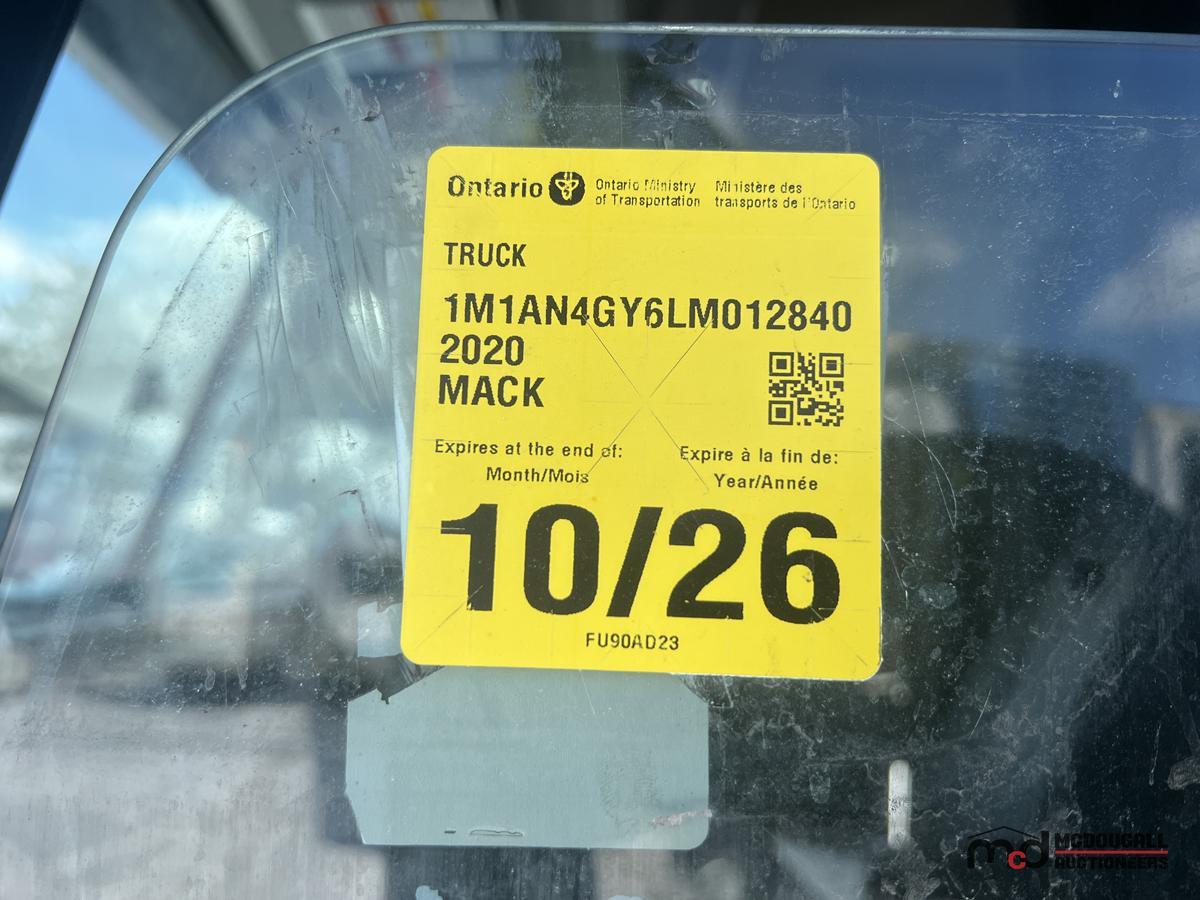 Ontario
Ontario Ministry
of Transportation
Ministère des
transports de l'Ontario
TRUCK
1M1AN4GY6LM012840
2020
MACK
Expires at the end of:
Month/Mois
Expire à la fin de:
Year/Année
10/26
FU90AD23
mcd
MCDOUGALL
AUCTIONEERS